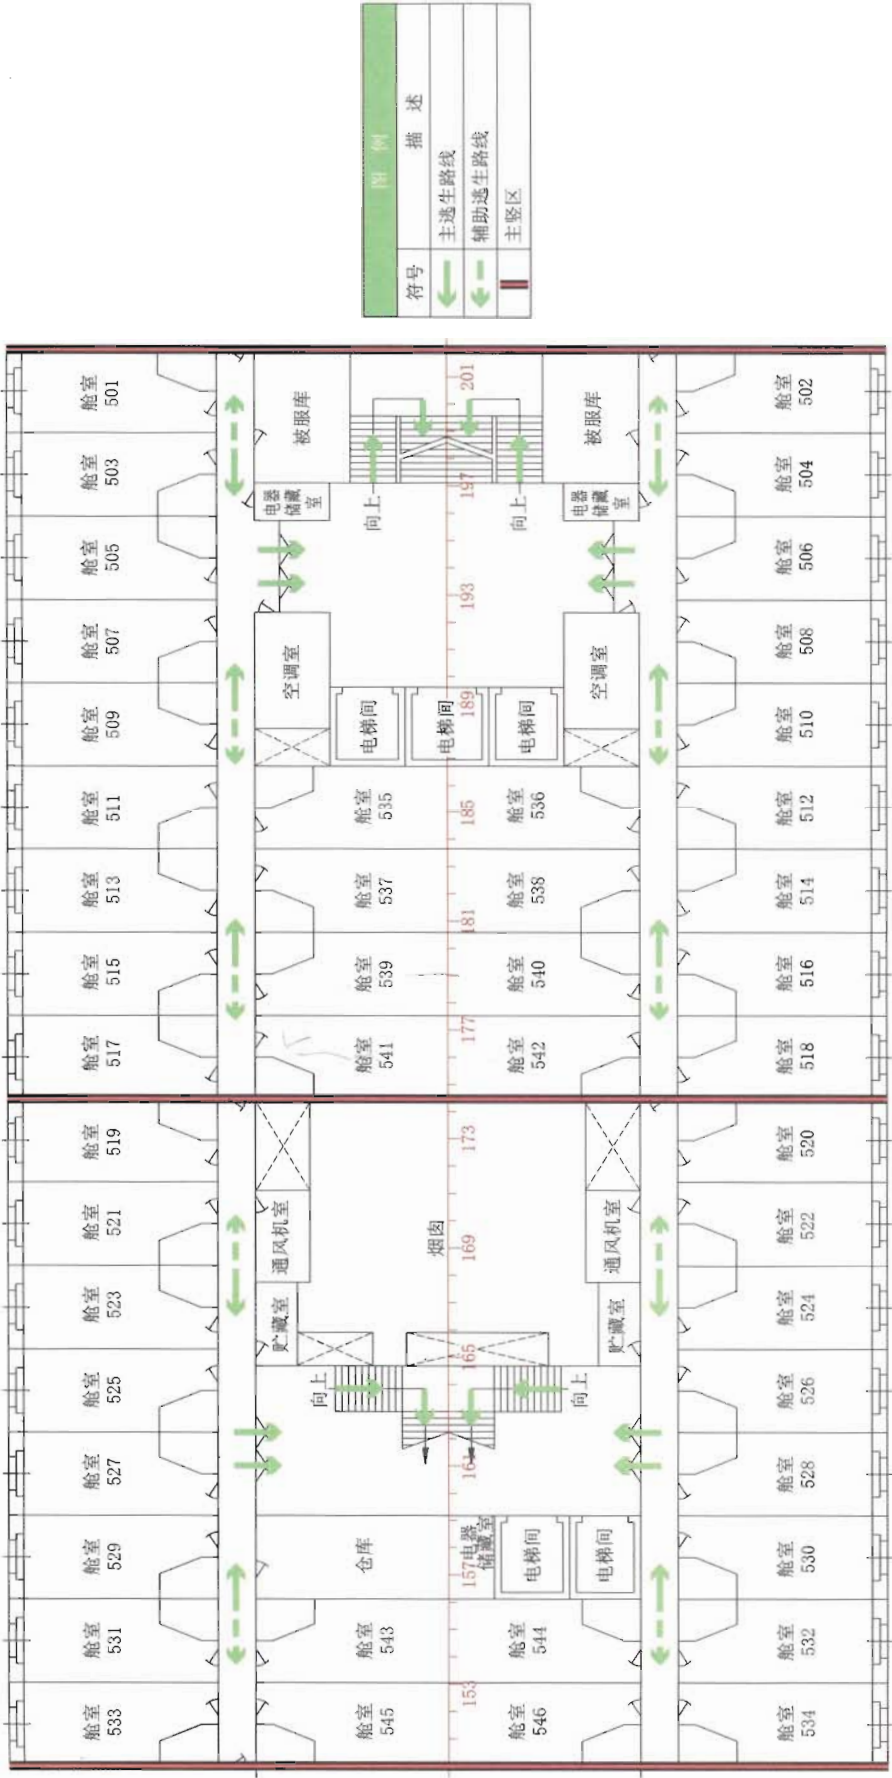 图 例
符号 描 述
主逃生路线
辅助逃生路线
主竖区
舱室
501
舱室
503
舱室
505
舱室
507
舱室
509
舱室
511
舱室
513
舱室
515
舱室
517
舱室
519
舱室
521
舱室
523
舱室
525
舱室
527
舱室
529
舱室
531
舱室
533
被服库
电器
储藏
室
空调室
向上
电梯间
电梯间
电梯间
向上
被服库
电器
储藏
室
空调室
舱室
535
舱室
537
舱室
539
舱室
541
舱室
536
舱室
538
舱室
540
舱室
542
通风机室
贮藏室
烟囱
通风机室
贮藏室
向上
向上
仓库
电器
储藏室
电梯间
电梯间
舱室
543
舱室
545
舱室
544
舱室
546
201
197
193
189
185
181
177
173
169
165
161
157
153
舱室
502
舱室
504
舱室
506
舱室
508
舱室
510
舱室
512
舱室
514
舱室
516
舱室
518
舱室
520
舱室
522
舱室
524
舱室
526
舱室
528
舱室
530
舱室
532
舱室
534